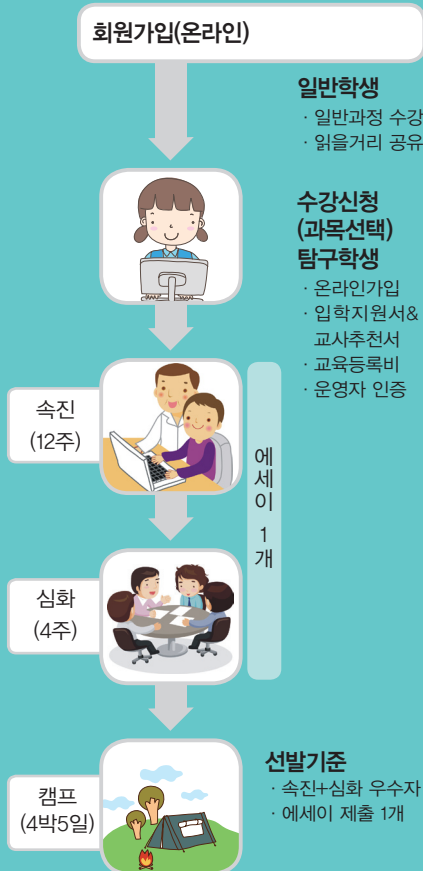 회원가입(온라인)
일반학생
· 일반과정 수강
· 읽을거리 공유
수강신청
(과목선택)
탐구학생
· 온라인가입
· 입학지원서&
교사추천서
· 교육등록비
· 운영자 인증
속진
(12주)
에세이 1개
심화
(4주)
캠프
(4박5일)
선발기준
· 속진+심화 우수자
· 에세이 제출 1개